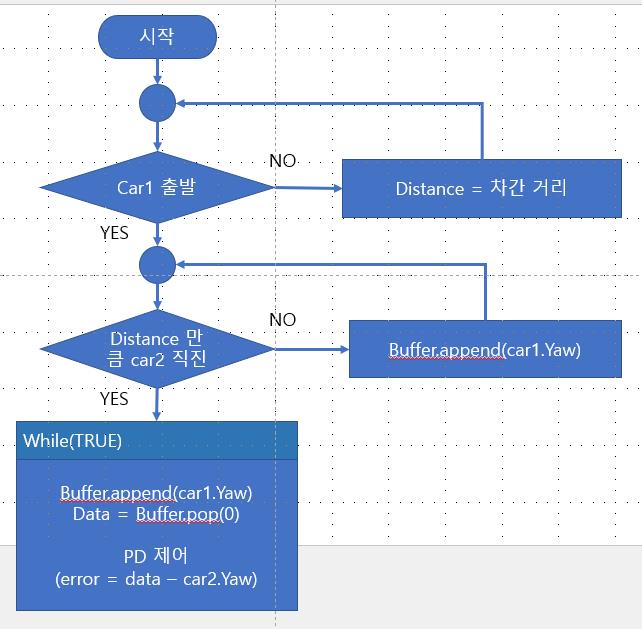 시작
Car1 출발
NO
Distance = 차간 거리
YES
Distance 만
큼 car2 직진
NO
Buffer.append(car1.Yaw)
YES
While(TRUE)
Buffer.append(car1.Yaw)
Data = Buffer.pop(0)
PD 제어
(error = data – car2.Yaw)